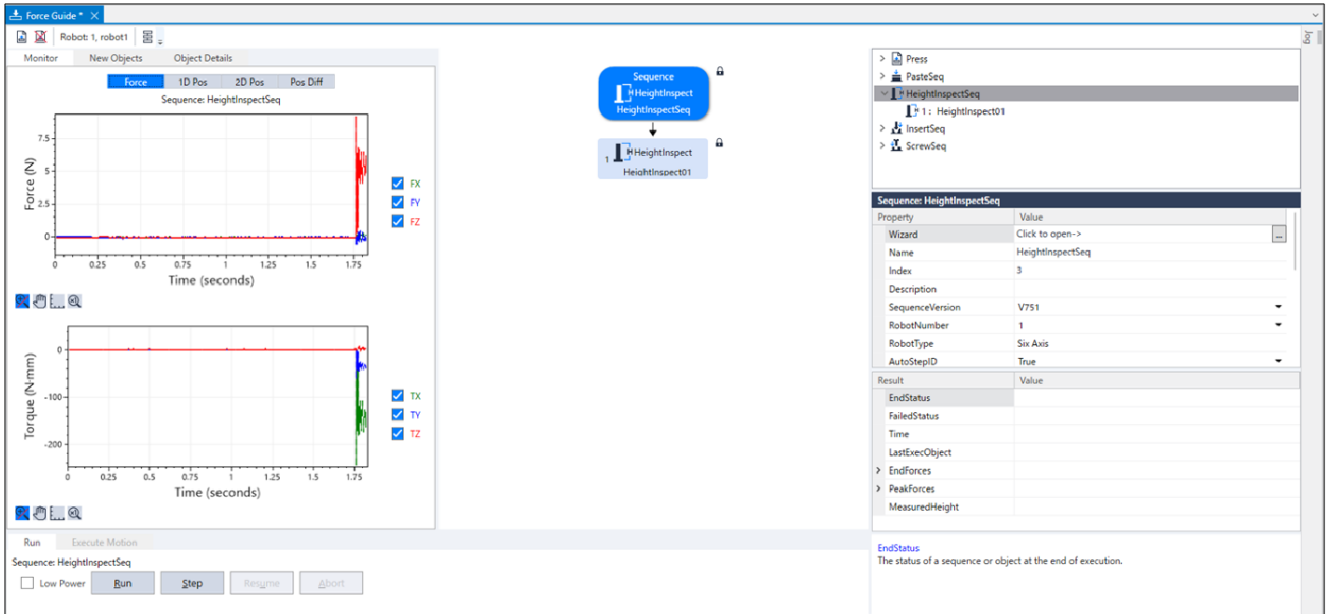 Force Guide *
Robot: 1, robot1
Jog
Monitor New Objects Object Details
Force 1D Pos 2D Pos Pos Diff
Sequence: HeightInspectSeq
Force (N)
7.5
5
2.5
0
0 0.25 0.5 0.75 1 1.25 1.5 1.75
Time (seconds)
FX
FY
FZ
Torque (N·mm)
0
-100
-200
0 0.25 0.5 0.75 1 1.25 1.5 1.75
Time (seconds)
TX
TY
TZ
Run Execute Motion
Sequence: HeightInspectSeq
Low Power Run Step Resume Abort
Sequence
HeightInspect
HeightInspectSeq
1 HeightInspect
HeightInspect01
Press
PasteSeq
HeightInspectSeq
1 : HeightInspect01
InsertSeq
ScrewSeq
Sequence: HeightInspectSeq
Property Value
Wizard Click to open-> ...
Name HeightInspectSeq
Index 3
Description
SequenceVersion V751
RobotNumber 1
RobotType Six Axis
AutoStepID True
Result Value
EndStatus
FailedStatus
Time
LastExecObject
EndForces
PeakForces
MeasuredHeight
EndStatus
The status of a sequence or object at the end of execution.